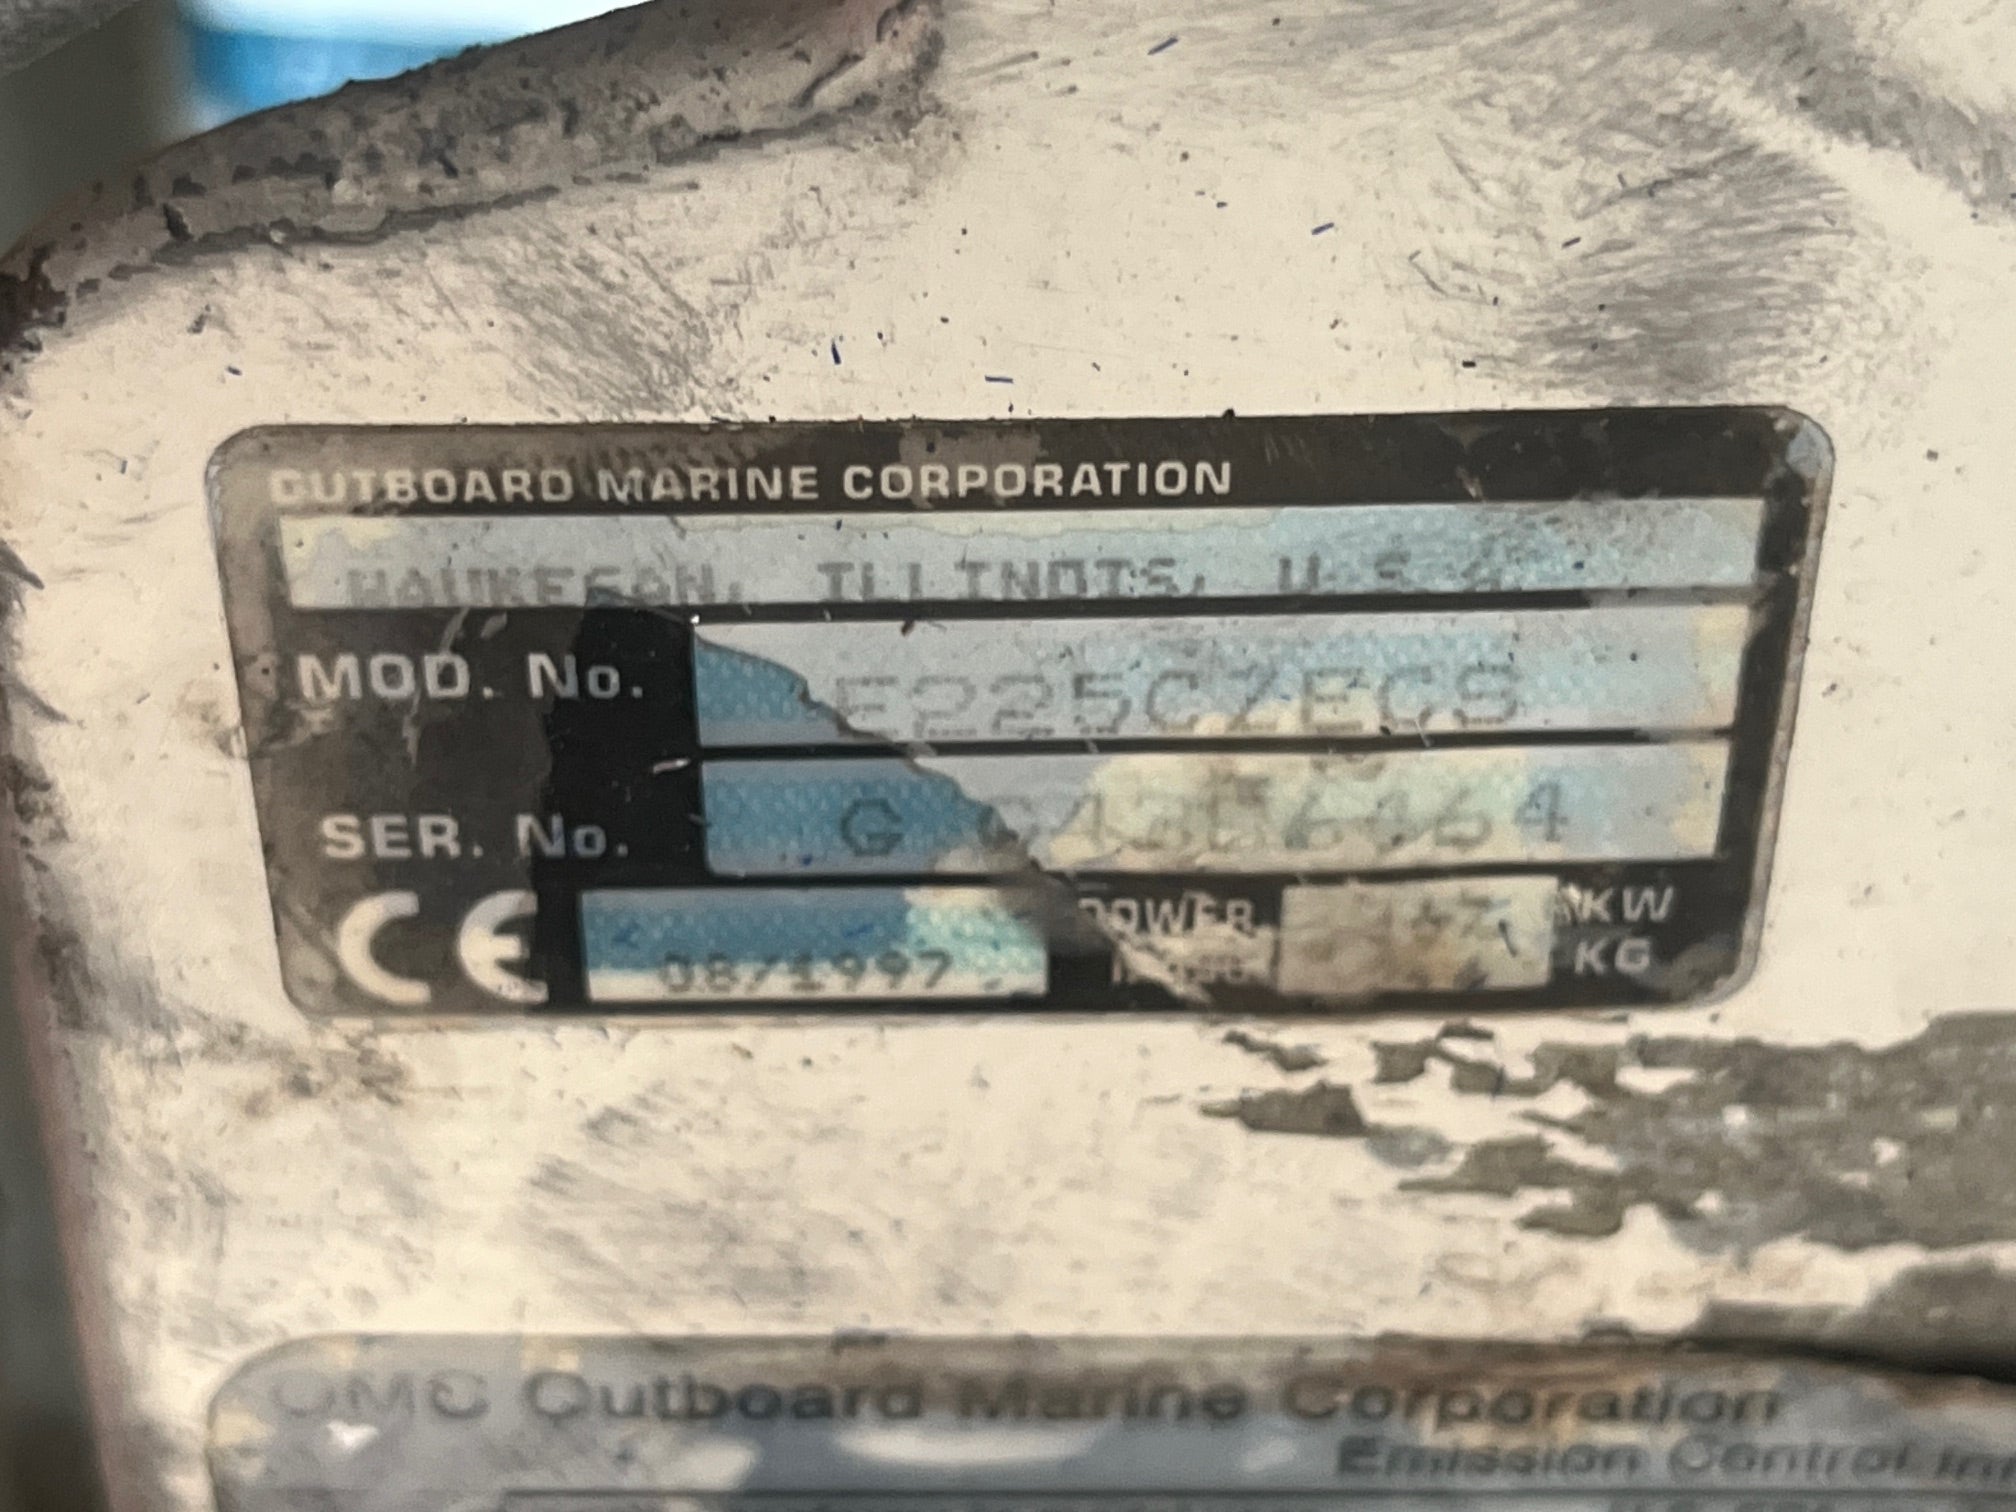 OUTBOARD MARINE CORPORATION
WAUKEGAN, ILLINOIS, U.S.A
MOD. No. E225CZECS
SER. No. G
CE 08/1997 POWER KW
KG
OMC Outboard Marine Corporation
Emission Control